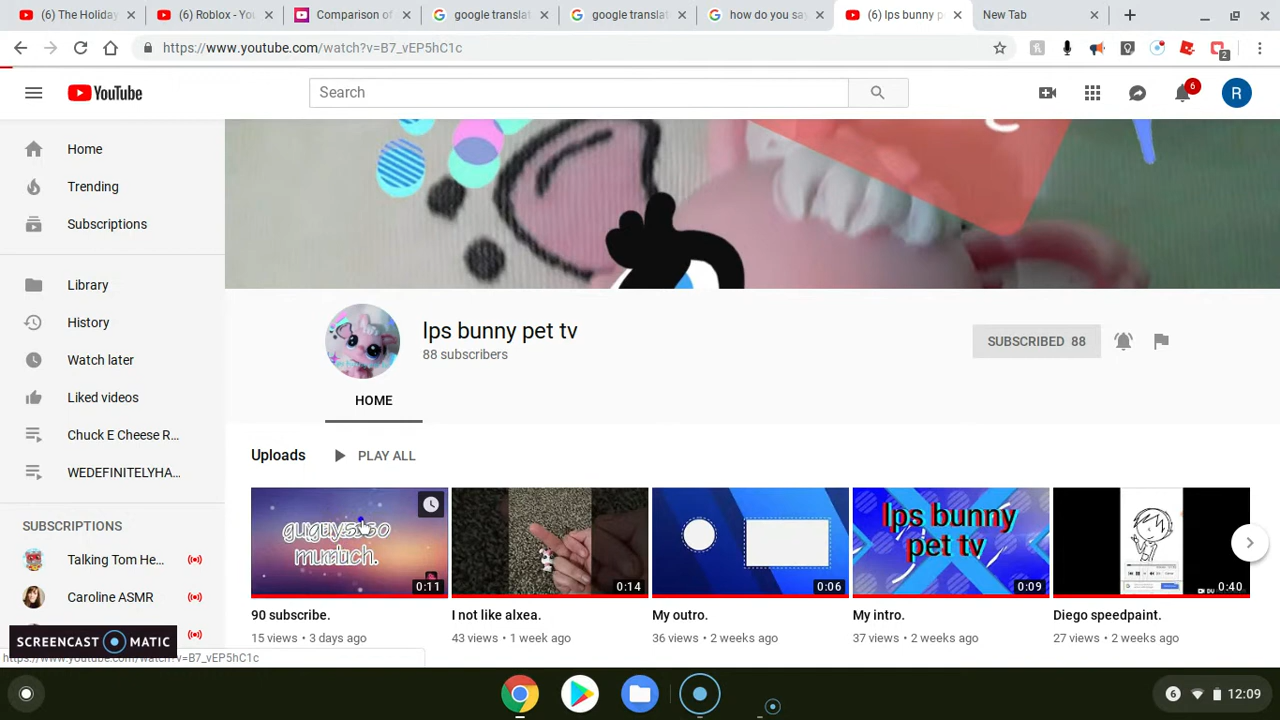 (6) The Holiday
(6) Roblox - You
Comparison of
google translat
google translat
how do you say
(6) lps bunny p
New Tab
https://www.youtube.com/watch?v=B7_vEP5hC1c
2
YouTube
Search
6
R
Home
Trending
Subscriptions
Library
History
Watch later
Liked videos
Chuck E Cheese R...
WEDEFINITELYHA...
SUBSCRIPTIONS
Talking Tom He...
Caroline ASMR
lps bunny pet tv
88 subscribers
SUBSCRIBED 88
HOME
Uploads
PLAY ALL
much.
0:11
0:14
0:06
lps bunny
pet tv
0:09
0:40
90 subscribe.
I not like alxea.
My outro.
My intro.
Diego speedpaint.
15 views • 3 days ago
43 views • 1 week ago
36 views • 2 weeks ago
37 views • 2 weeks ago
27 views • 2 weeks ago
SCREENCAST MATIC
https://www.youtube.com/watch?v=B7_vEP5hC1c
6
12:09